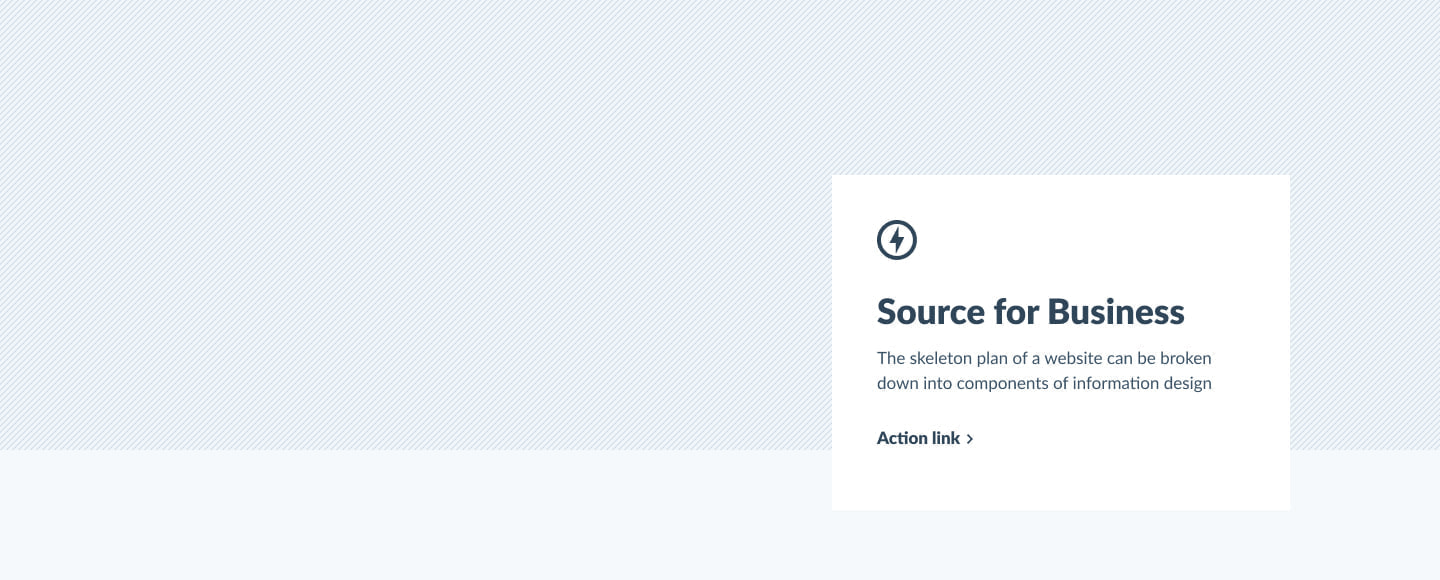 Source for Business
The skeleton plan of a website can be broken
down into components of information design
Action link